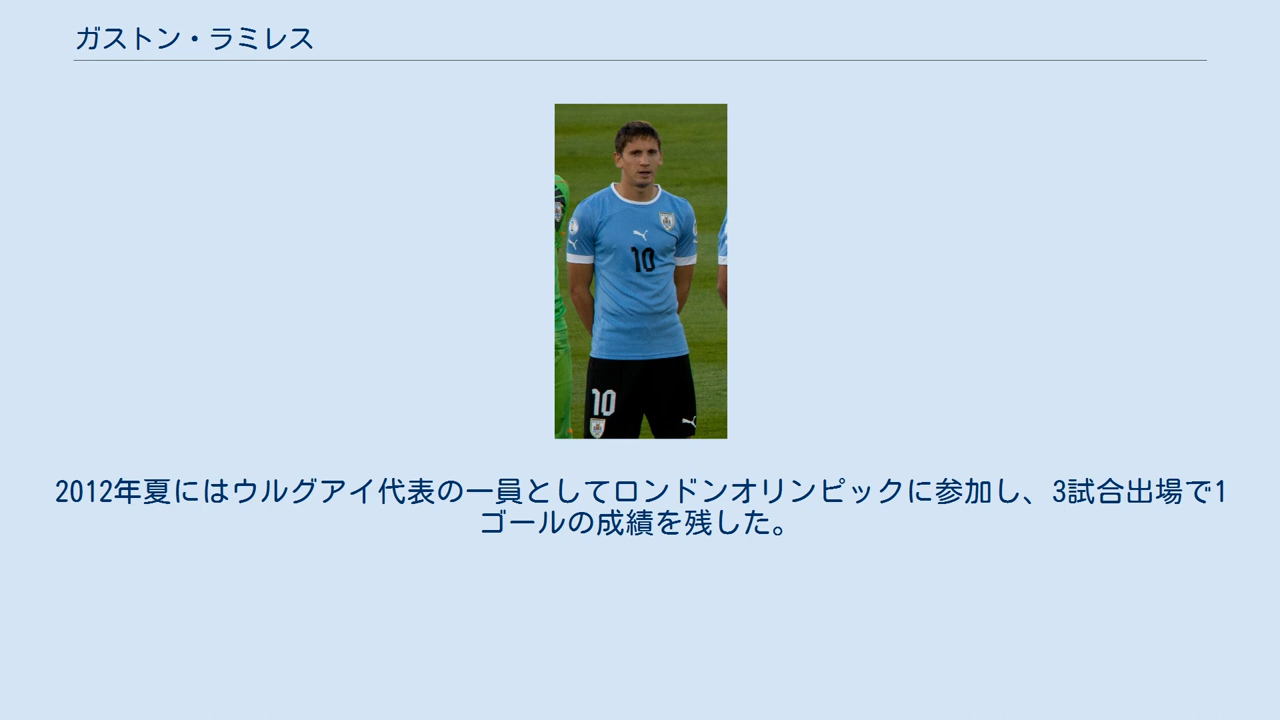 ガストン・ラミレス
10
10
2012年夏にはウルグアイ代表の一員としてロンドンオリンピックに参加し、3試合出場で1
ゴールの成績を残した。